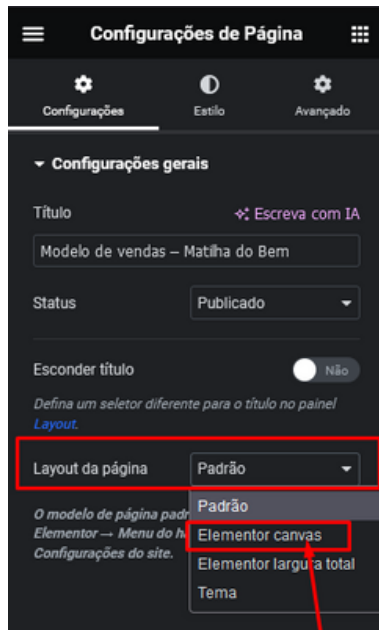 Configurações de Página
Configurações Estilo Avançado
Configurações gerais
Título Escreva com IA
Modelo de vendas – Matilha do Bem
Status Publicado
Esconder título Não
Defina um seletor diferente para o título no painel
Layout.
Layout da página Padrão
Padrão
O modelo de página
Elementor → Menu do Elementor canvas
Configurações do site. Elementor largura total
Tema